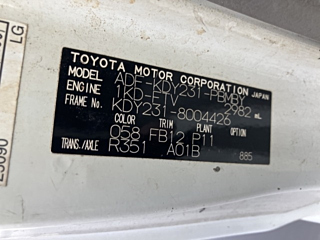 TOYOTA MOTOR CORPORATION JAPAN
MODEL ADF-KDY231-PBMBY
ENGINE 1KD-FTV 2982 mL
FRAME No. KDY231-8004426
COLOR TRIM PLANT OPTION
058 FB12 P11
TRANS./AXLE R351 A01B 885
LG